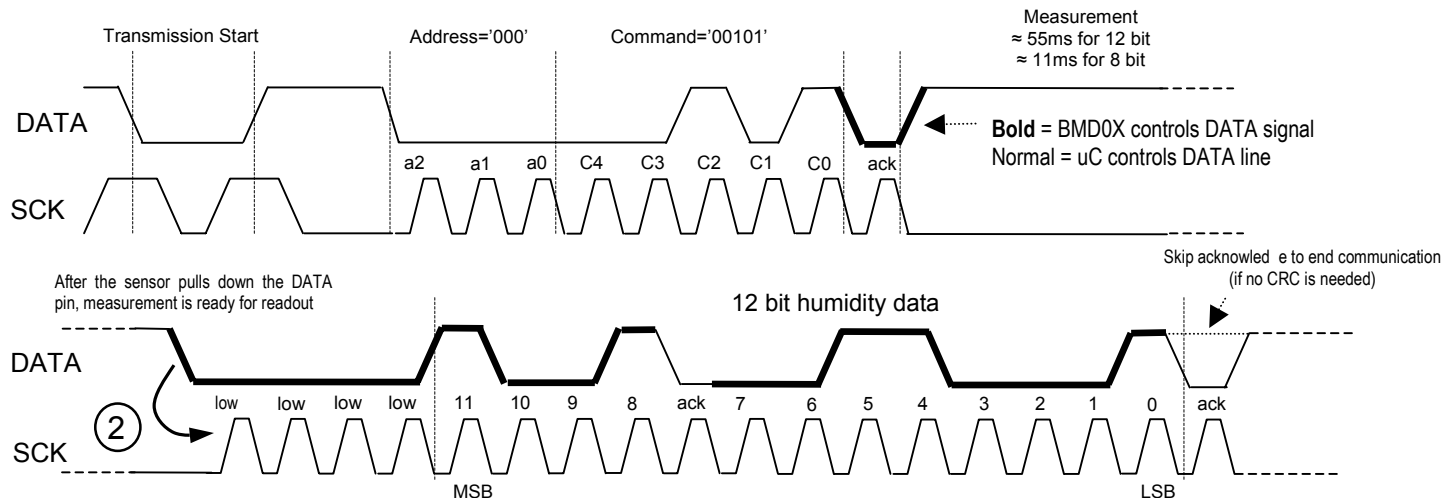 Transmission Start
Address='000'
Command='00101'
Measurement
≈ 55ms for 12 bit
≈ 11ms for 8 bit
DATA
Bold = BMD0X controls DATA signal
Normal = uC controls DATA line
a2 a1 a0 C4 C3 C2 C1 C0 ack
SCK
After the sensor pulls down the DATA
pin, measurement is ready for readout
12 bit humidity data
Skip acknowled e to end communication
(if no CRC is needed)
DATA
low low low low 11 10 9 8 ack 7 6 5 4 3 2 1 0 ack
2
SCK
MSB LSB